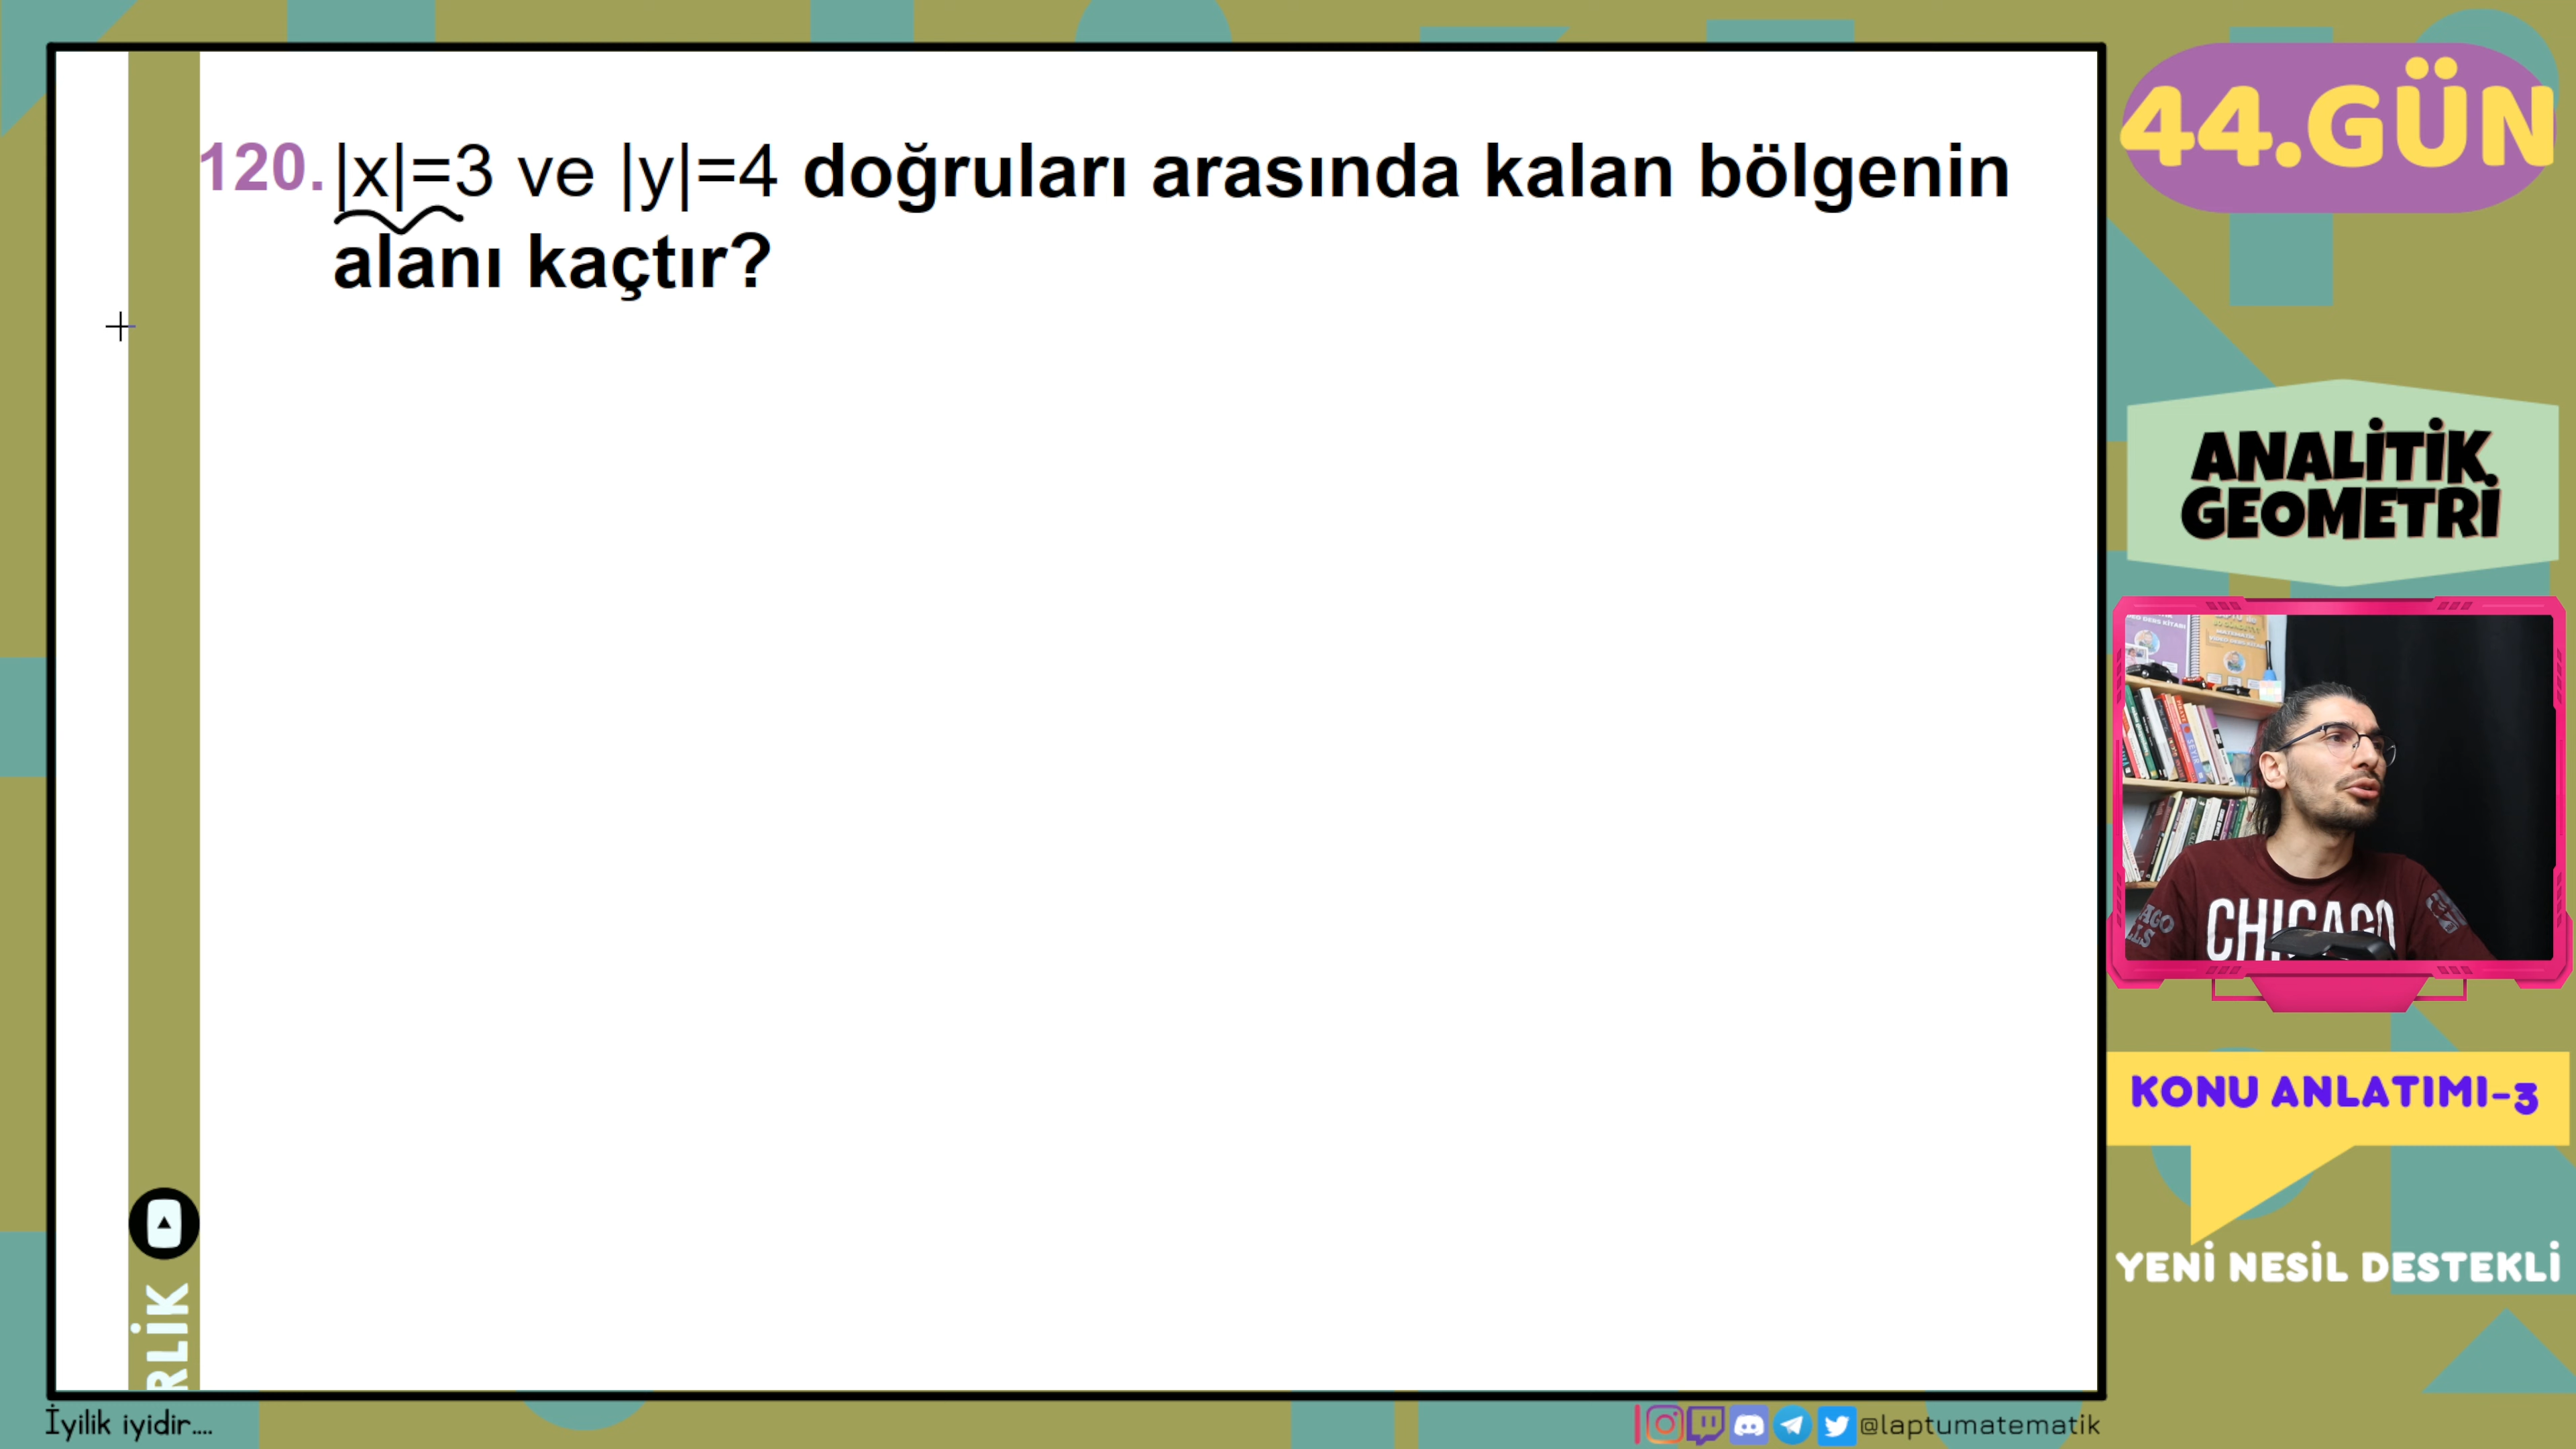 44.GÜN
120. |x|=3 ve |y|=4 doğruları arasında kalan bölgenin
alanı kaçtır?
ANALİTİK
GEOMETRİ
CHICAGO
KONU ANLATIMI-3
YENİ NESİL DESTEKLİ
RLİK
İyilik iyidir....
@laptumatematik